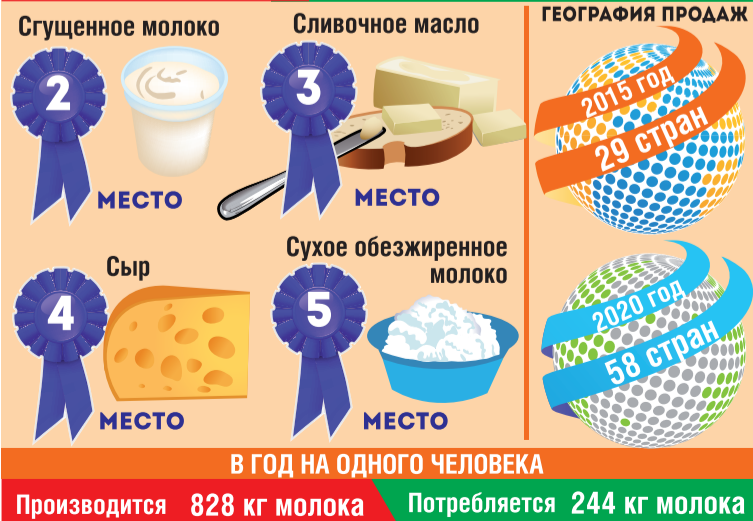 Сгущенное молоко
2
МЕСТО
Сливочное масло
3
МЕСТО
Сыр
4
МЕСТО
Сухое обезжиренное
молоко
5
МЕСТО
ГЕОГРАФИЯ ПРОДАЖ
2015 год
29 стран
2020 год
58 стран
В ГОД НА ОДНОГО ЧЕЛОВЕКА
Производится 828 кг молока
Потребляется 244 кг молока